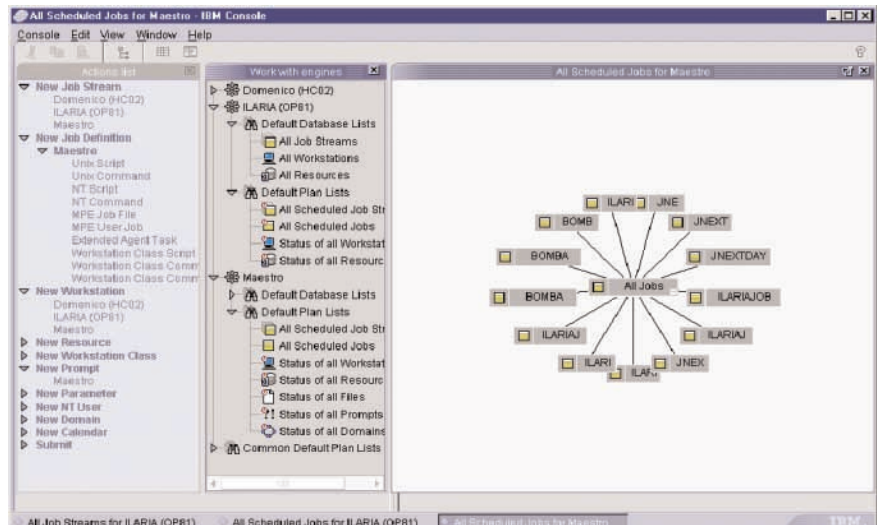 All Scheduled Jobs for Maestro - IBM Console
Console Edit View Window Help
Actions list
New Job Stream
Domenico (HC02)
ILARIA (OP81)
Maestro
New Job Definition
Maestro
Unix Script
Unix Command
NT Script
NT Command
MPE Job File
MPE User Job
Extended Agent Task
Workstation Class Script
Workstation Class Comm
Workstation Class Comm
New Workstation
Domenico (HC02)
ILARIA (OP81)
Maestro
New Resource
New Workstation Class
New Prompt
Maestro
New Parameter
New NT User
New Domain
New Calendar
Submit
Work with engines
Domenico (HC02)
ILARIA (OP81)
Default Database Lists
All Job Streams
All Workstations
All Resources
Default Plan Lists
All Scheduled Job Str
All Scheduled Jobs
Status of all Workstat
Status of all Resourc
Maestro
Default Database Lists
Default Plan Lists
All Scheduled Job Str
All Scheduled Jobs
Status of all Workstat
Status of all Resourc
Status of all Files
Status of all Prompts
Status of all Domains
Common Default Plan Lists
All Scheduled Jobs for Maestro
ILARI JNE
BOMB JNEXT
BOMBA JNEXTDAY
All Jobs
BOMBA ILARIAJOB
ILARIAJ ILARIAJ
ILARI JNEX
All Job Streams for ILARIA (OP81) All Scheduled Jobs for ILARIA (OP81) All Scheduled Jobs for Maestro IBM